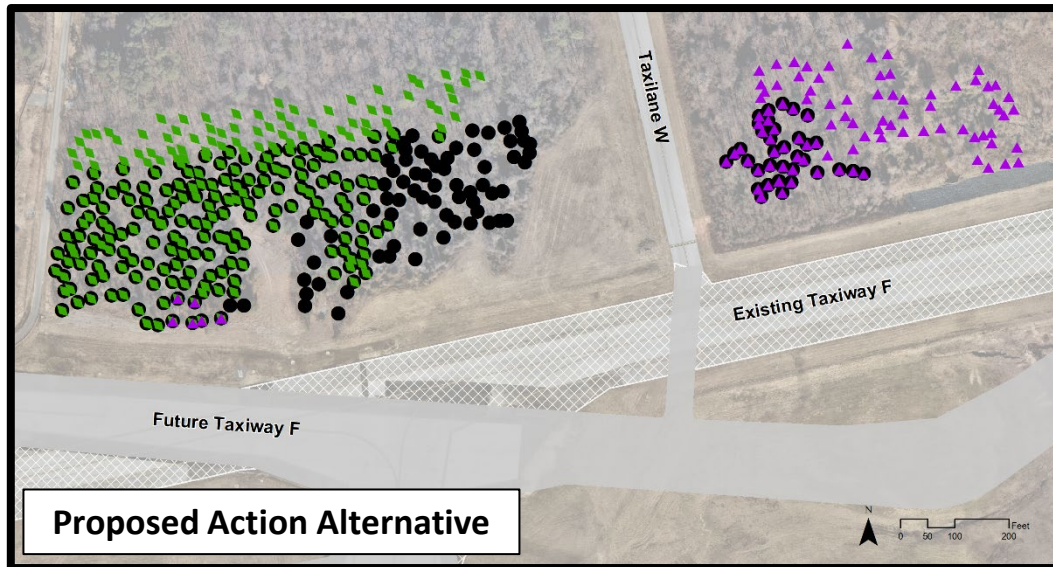 Taxilane W
Existing Taxiway F
Future Taxiway F
Proposed Action Alternative
N
Feet
0 50 100 200